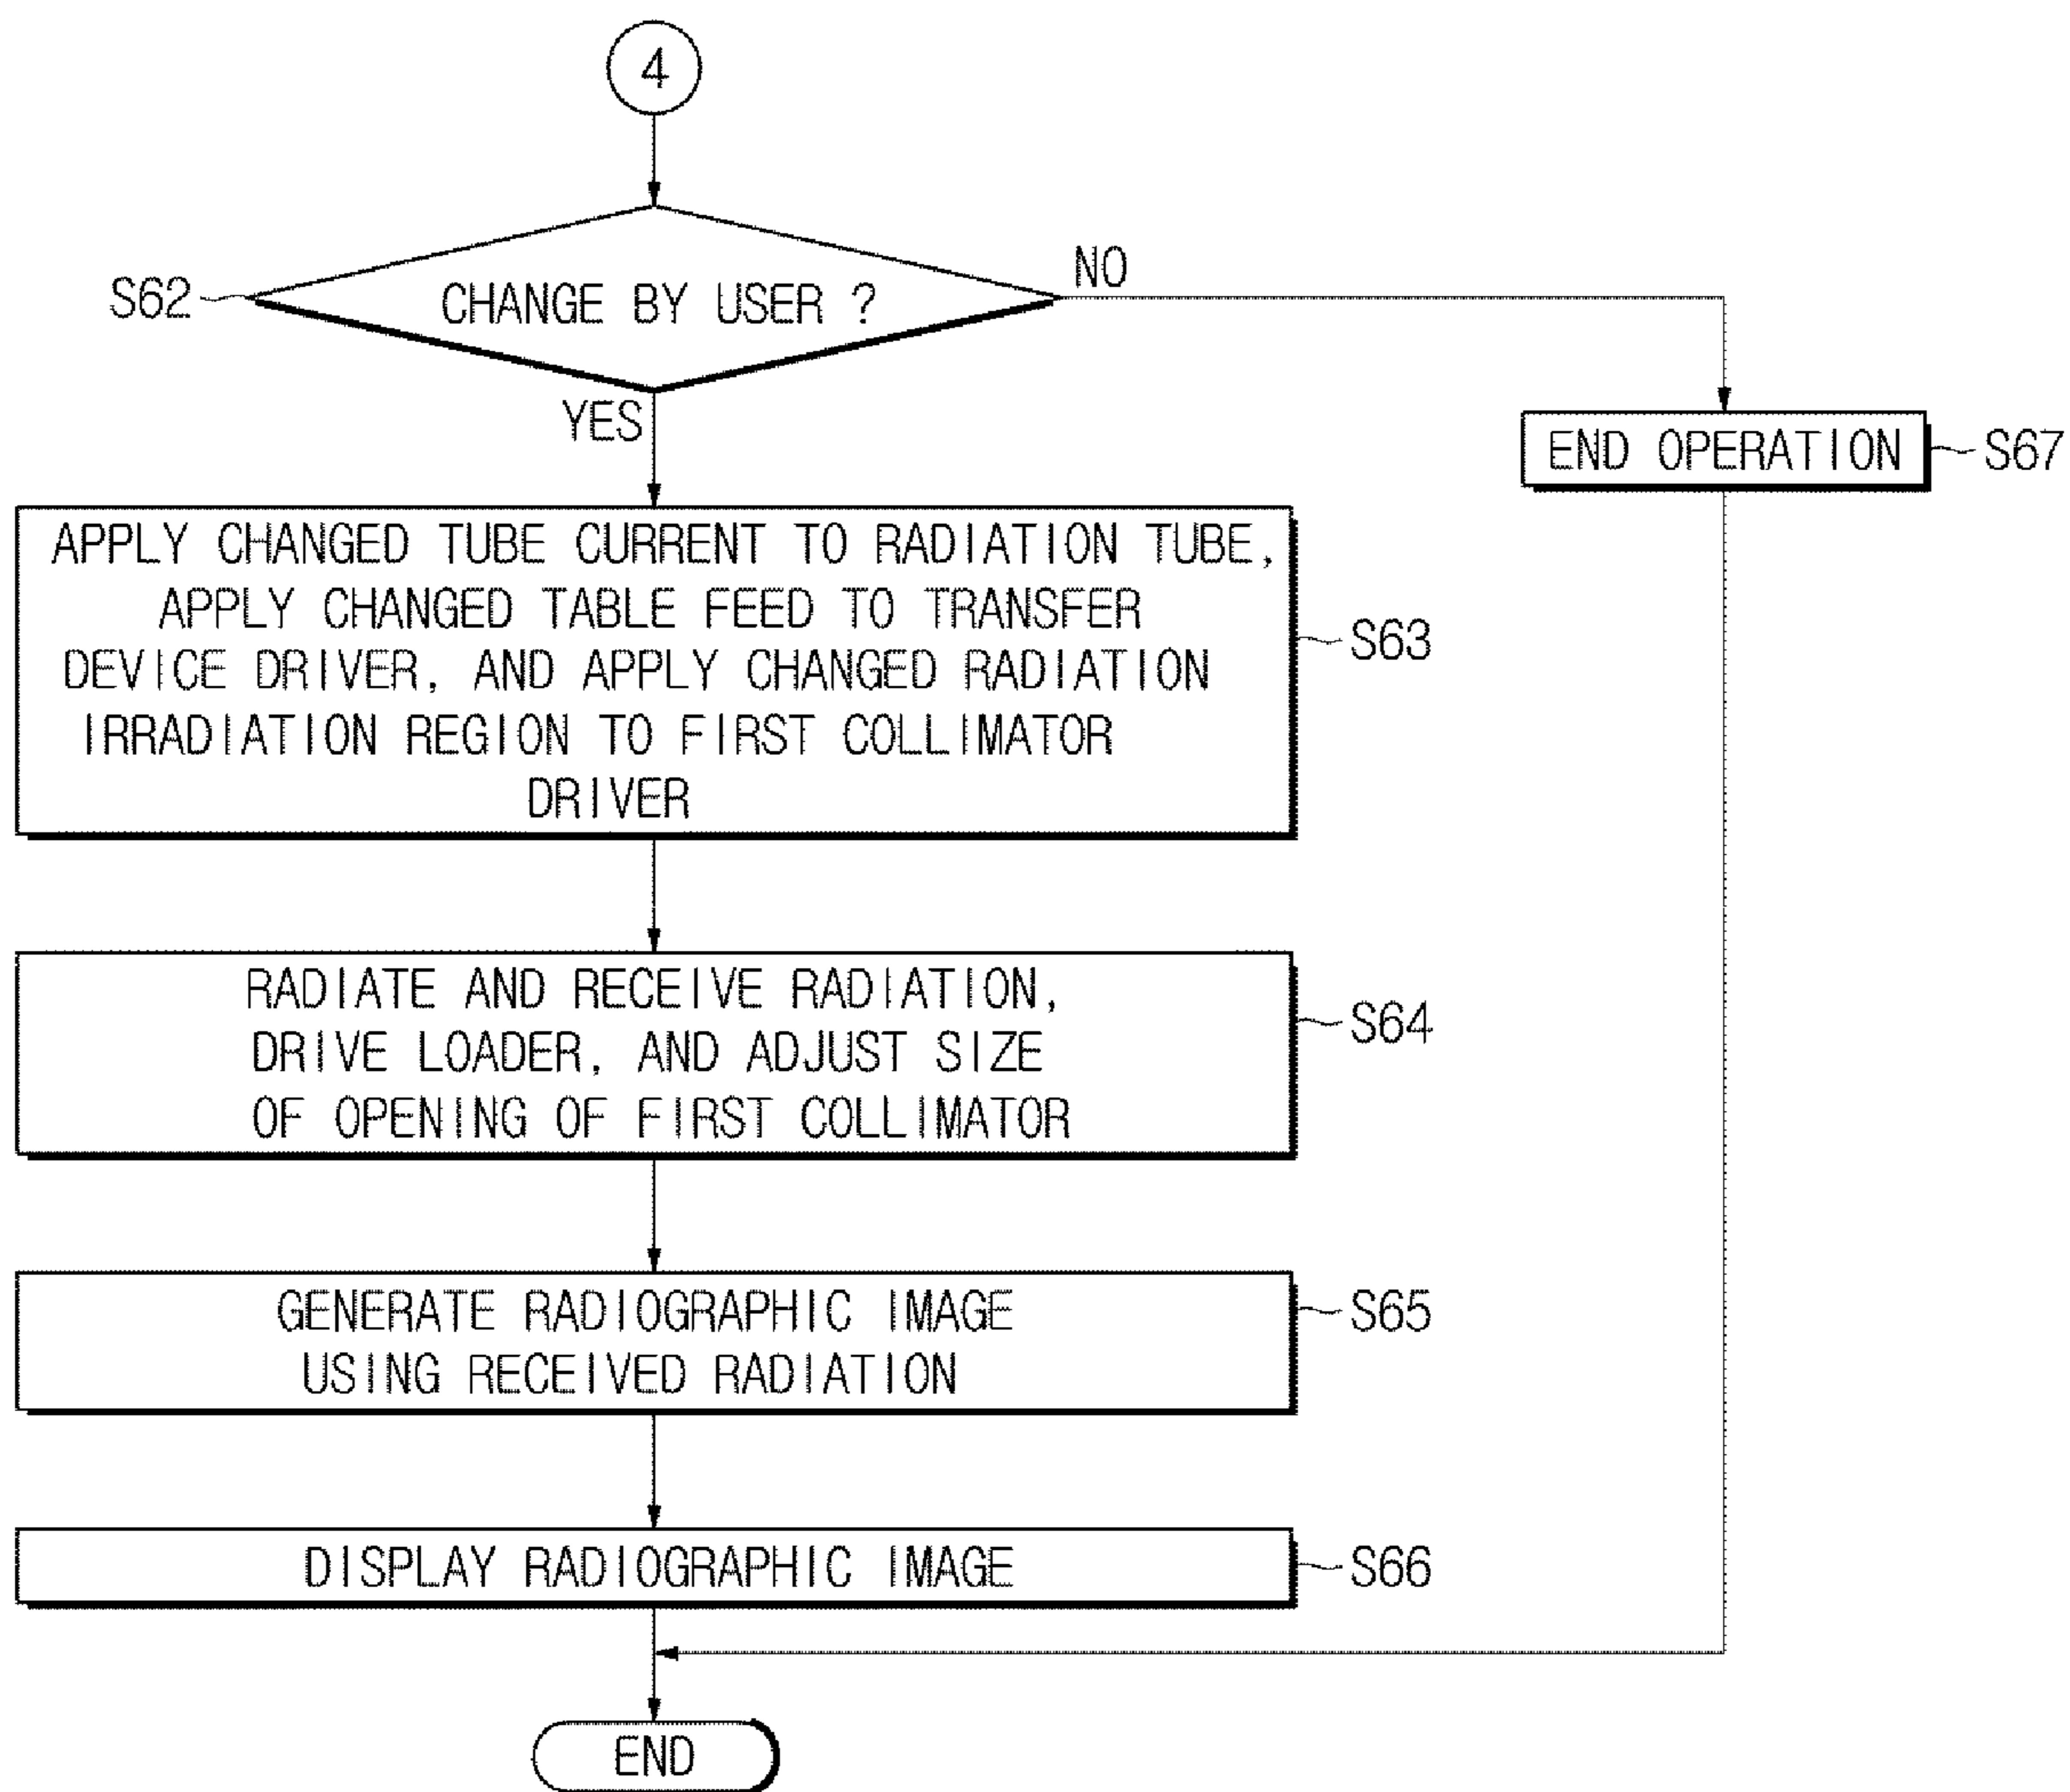 4
CHANGE BY USER ?
NO
S62
YES
END OPERATION
S67
APPLY CHANGED TUBE CURRENT TO RADIATION TUBE,
APPLY CHANGED TABLE FEED TO TRANSFER
DEVICE DRIVER, AND APPLY CHANGED RADIATION
IRRADIATION REGION TO FIRST COLLIMATOR
DRIVER
S63
RADIATE AND RECEIVE RADIATION,
DRIVE LOADER, AND ADJUST SIZE
OF OPENING OF FIRST COLLIMATOR
S64
GENERATE RADIOGRAPHIC IMAGE
USING RECEIVED RADIATION
S65
DISPLAY RADIOGRAPHIC IMAGE
S66
END